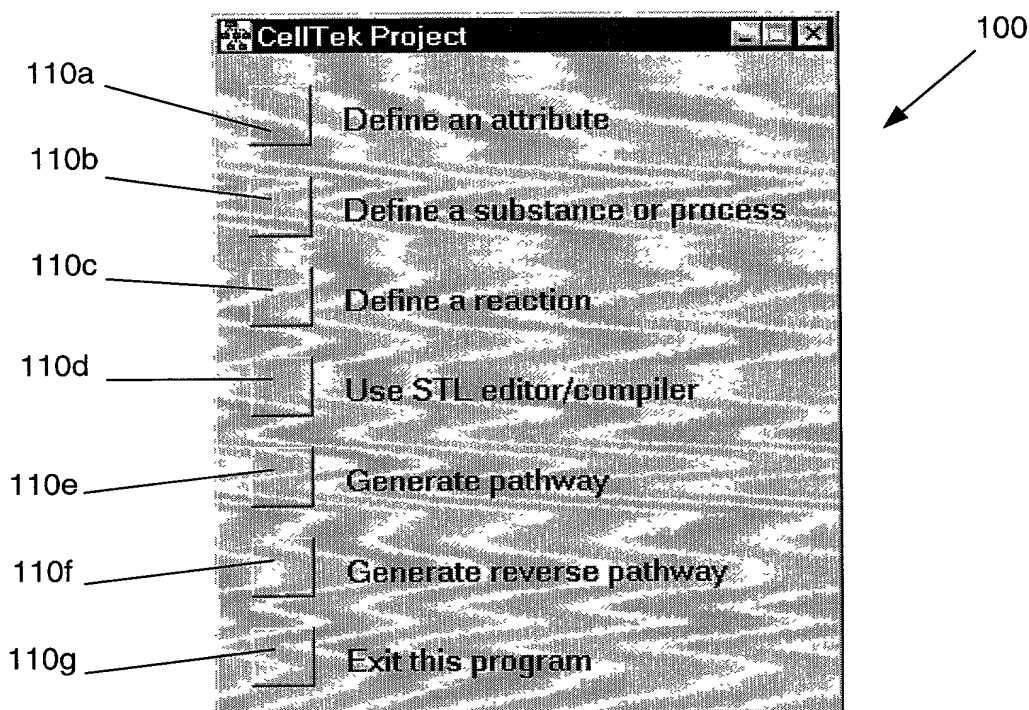 CellTek Project
100
110a
Define an attribute
110b
Define a substance or process
110c
Define a reaction
110d
Use STL editor/compiler
110e
Generate pathway
110f
Generate reverse pathway
110g
Exit this program